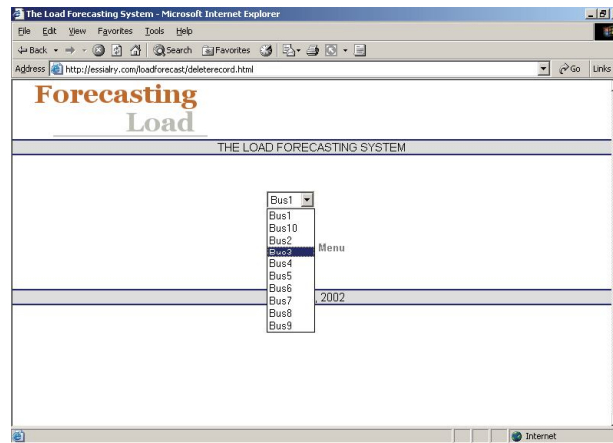 The Load Forecasting System - Microsoft Internet Explorer
File Edit View Favorites Tools Help
Back Search Favorites
Address http://essialry.com/loadforecast/deleterecord.html Go Links
Forecasting
Load
THE LOAD FORECASTING SYSTEM
Bus1
Bus1
Bus10
Bus2
Bus3
Menu
Bus4
Bus5
Bus6
Bus7
, 2002
Bus8
Bus9
Internet